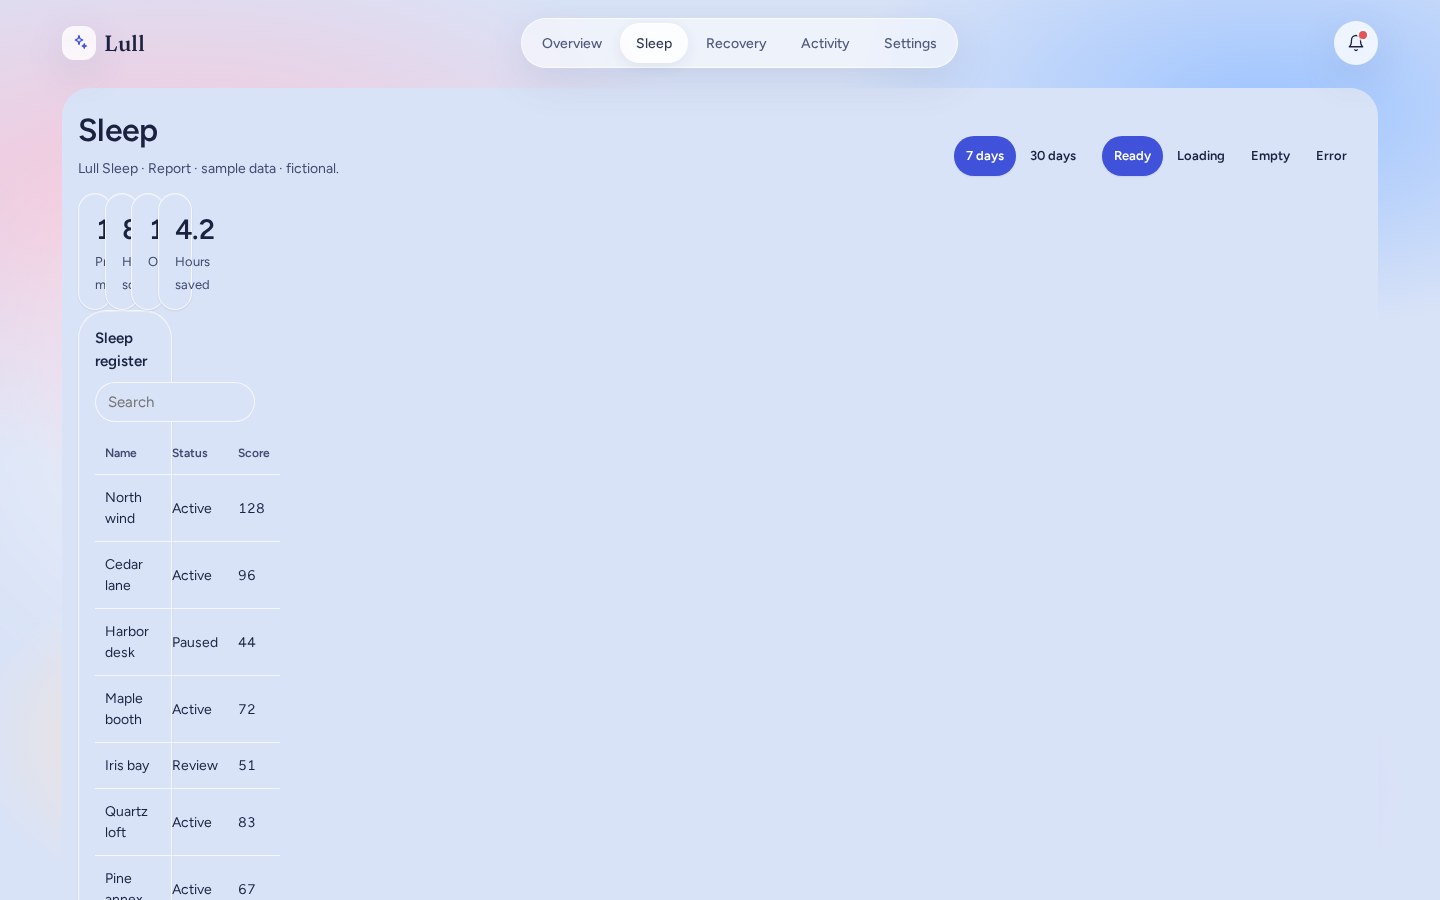 Lull
Overview Sleep Recovery Activity Settings
Sleep
Lull Sleep · Report · sample data · fictional.
7 days 30 days Ready Loading Empty Error
4.2
Hours
saved
Sleep
register
Search
Name Status Score
North
wind
Active 128
Cedar
lane
Active 96
Harbor
desk
Paused 44
Maple
booth
Active 72
Iris bay Review 51
Quartz
loft
Active 83
Pine
Active 67